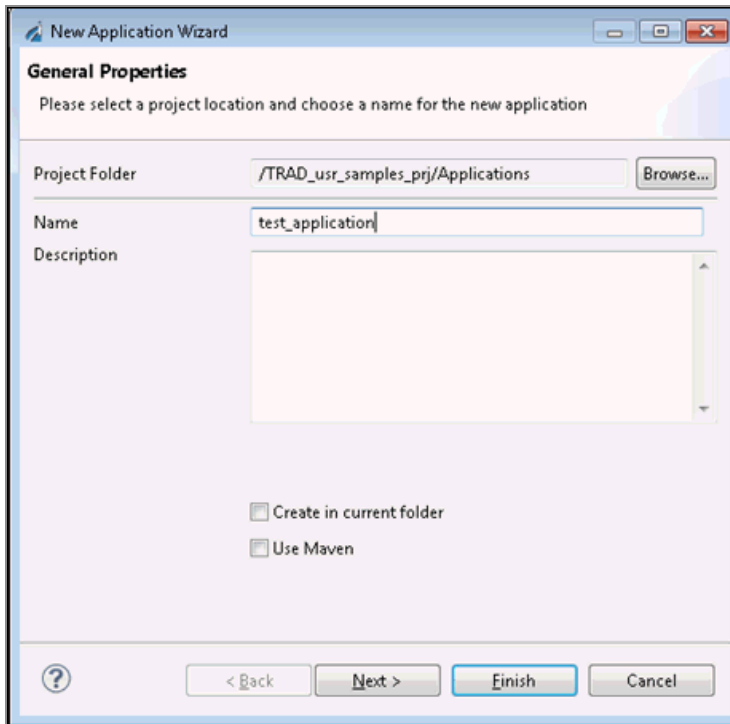 New Application Wizard
General Properties
Please select a project location and choose a name for the new application
Project Folder /TRAD_usr_samples_prj/Applications Browse...
Name test_application
Description
Create in current folder
Use Maven
? < Back Next > Finish Cancel